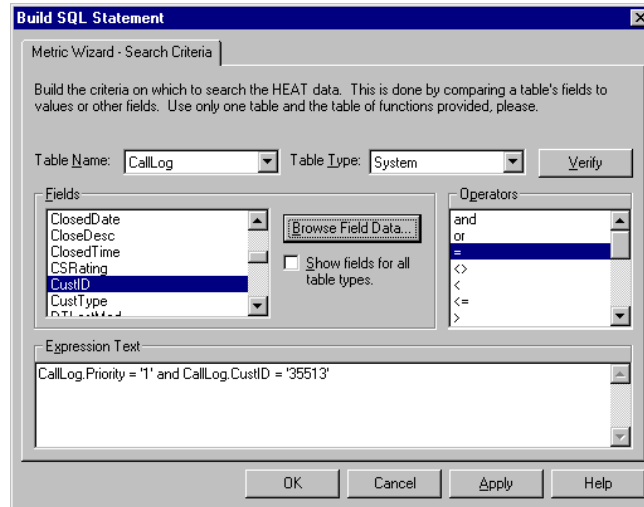 Build SQL Statement
Metric Wizard - Search Criteria
Build the criteria on which to search the HEAT data. This is done by comparing a table's fields to
values or other fields. Use only one table and the table of functions provided, please.
Table Name: CallLog Table Type: System Verify
Fields
ClosedDate
CloseDesc
ClosedTime
CSRating
CustID
CustType
Browse Field Data...
Show fields for all
table types.
Operators
and
or
=
<>
<
<=
>
Expression Text
CallLog.Priority = '1' and CallLog.CustID = '35513'
OK Cancel Apply Help